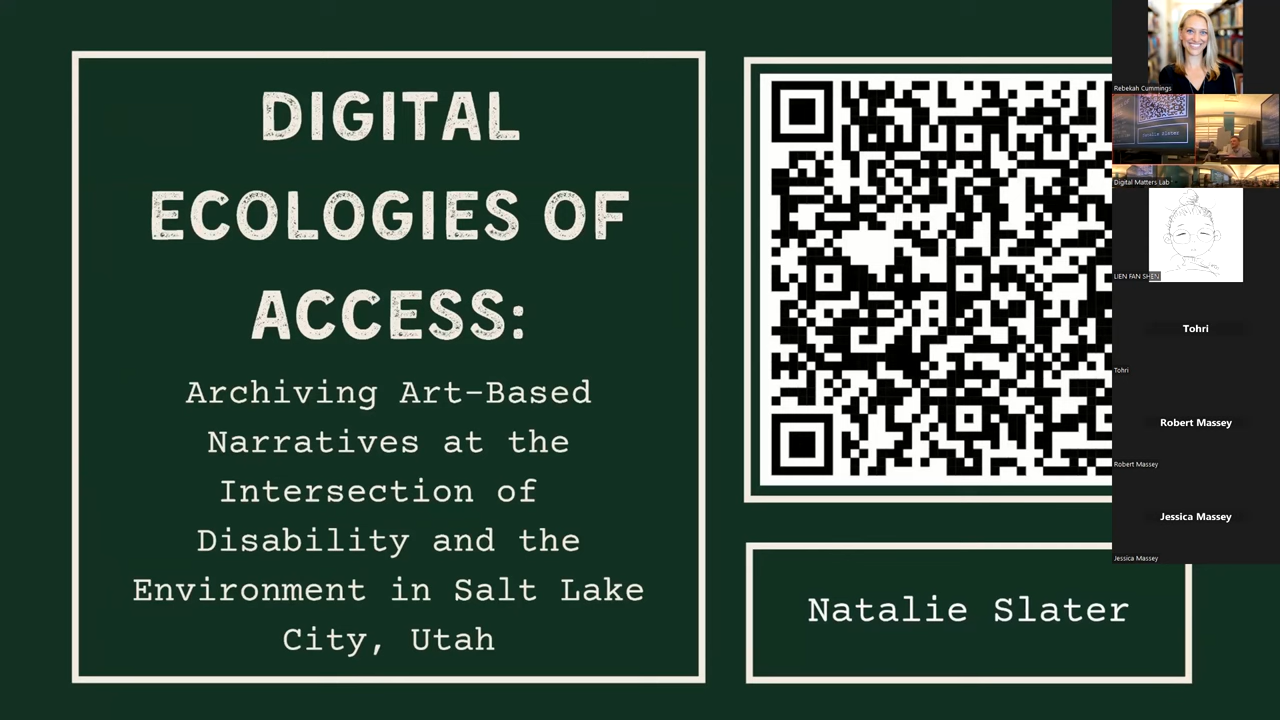 DIGITAL
ECOLOGIES OF
ACCESS:
Archiving Art-Based
Narratives at the
Intersection of
Disability and the
Environment in Salt Lake
City, Utah
Natalie Slater
Rebekah Cummings
Natalie Slater
Digital Matters Lab
LIEN FAN SHEN
Tohri
Tohri
Robert Massey
Robert Massey
Jessica Massey
Jessica Massey